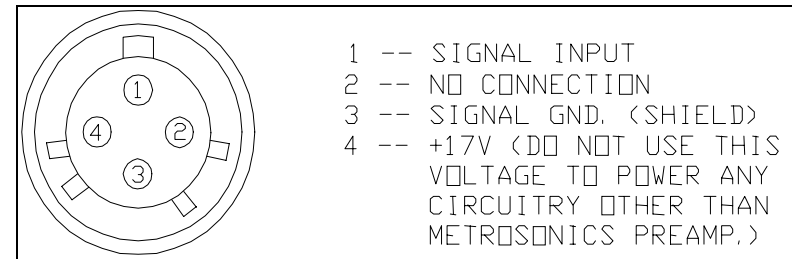 1
4
2
3
1 -- SIGNAL INPUT
2 -- NO CONNECTION
3 -- SIGNAL GND. (SHIELD)
4 -- +17V (DO NOT USE THIS
VOLTAGE TO POWER ANY
CIRCUITRY OTHER THAN
METROSONICS PREAMP.)